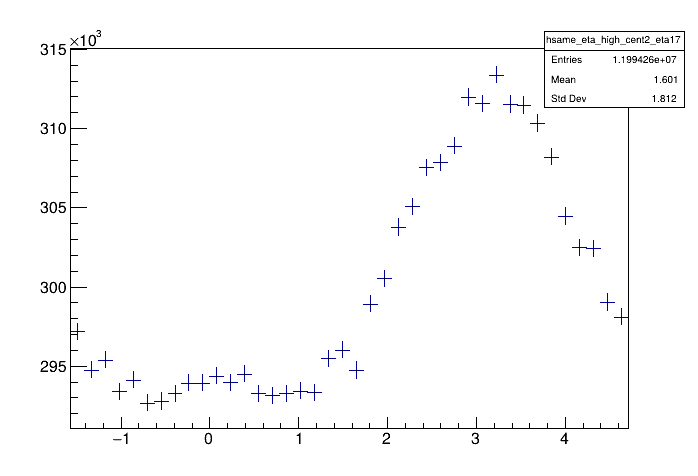 ×10³
hsame_eta_high_cent2_eta17
Entries 1.199426e+07
Mean 1.601
Std Dev 1.812
315
310
305
300
295
−1 0 1 2 3 4